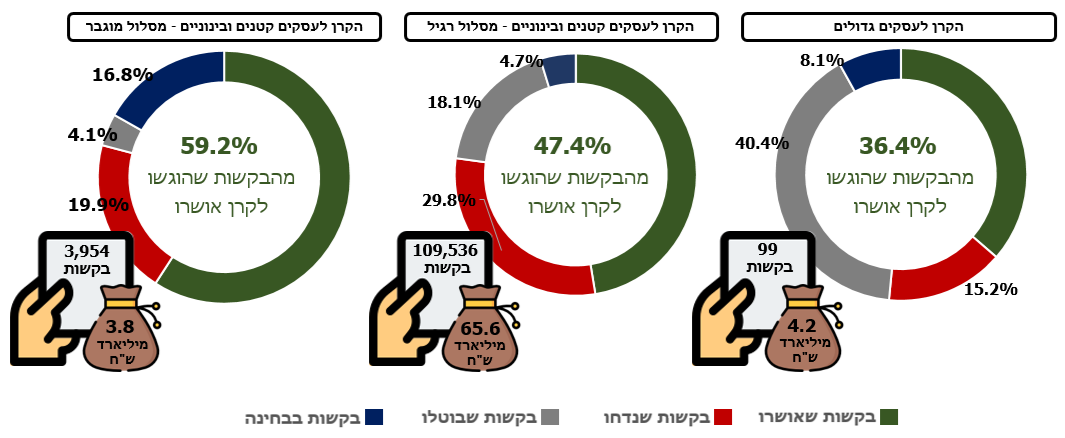 הקרן לעסקים גדולים
8.1%
40.4%
36.4%
מהבקשות שהוגשו
לקרן אושרו
15.2%
99
בקשות
4.2
מיליארד
ש"ח
הקרן לעסקים קטנים ובינוניים - מסלול רגיל
4.7%
18.1%
47.4%
מהבקשות שהוגשו
לקרן אושרו
29.8%
109,536
בקשות
65.6
מיליארד
ש"ח
הקרן לעסקים קטנים ובינוניים - מסלול מוגבר
16.8%
4.1%
59.2%
מהבקשות שהוגשו
לקרן אושרו
19.9%
3,954
בקשות
3.8
מיליארד
ש"ח
בקשות שאושרו
בקשות שנדחו
בקשות שבוטלו
בקשות בבחינה